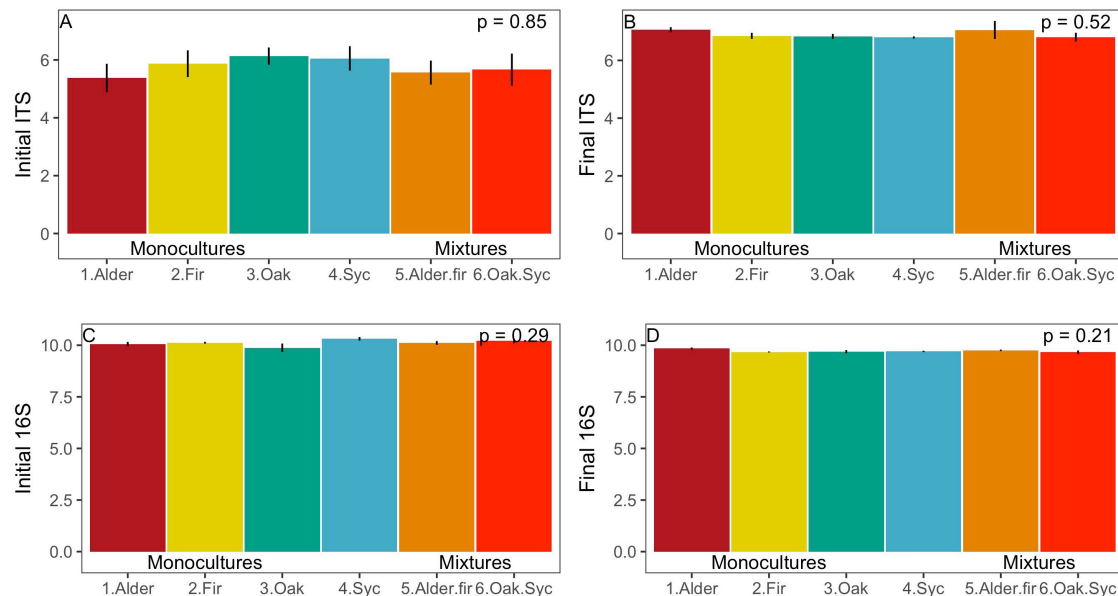 A
p = 0.85
Initial ITS
6
4
2
0
Monocultures
Mixtures
1.Alder
2.Fir
3.Oak
4.Syc
5.Alder.fir
6.Oak.Syc
B
p = 0.52
Final ITS
6
4
2
0
Monocultures
Mixtures
1.Alder
2.Fir
3.Oak
4.Syc
5.Alder.fir
6.Oak.Syc
C
p = 0.29
Initial 16S
10.0
7.5
5.0
2.5
0.0
Monocultures
Mixtures
1.Alder
2.Fir
3.Oak
4.Syc
5.Alder.fir
6.Oak.Syc
D
p = 0.21
Final 16S
10.0
7.5
5.0
2.5
0.0
Monocultures
Mixtures
1.Alder
2.Fir
3.Oak
4.Syc
5.Alder.fir
6.Oak.Syc